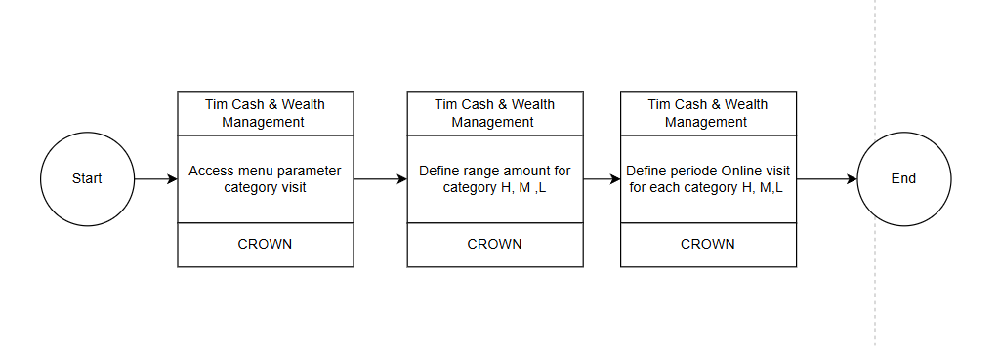 Start
Tim Cash & Wealth
Management
Access menu parameter
category visit
CROWN
Tim Cash & Wealth
Management
Define range amount for
category H, M ,L
CROWN
Tim Cash & Wealth
Management
Define periode Online visit
for each category H, M,L
CROWN
End